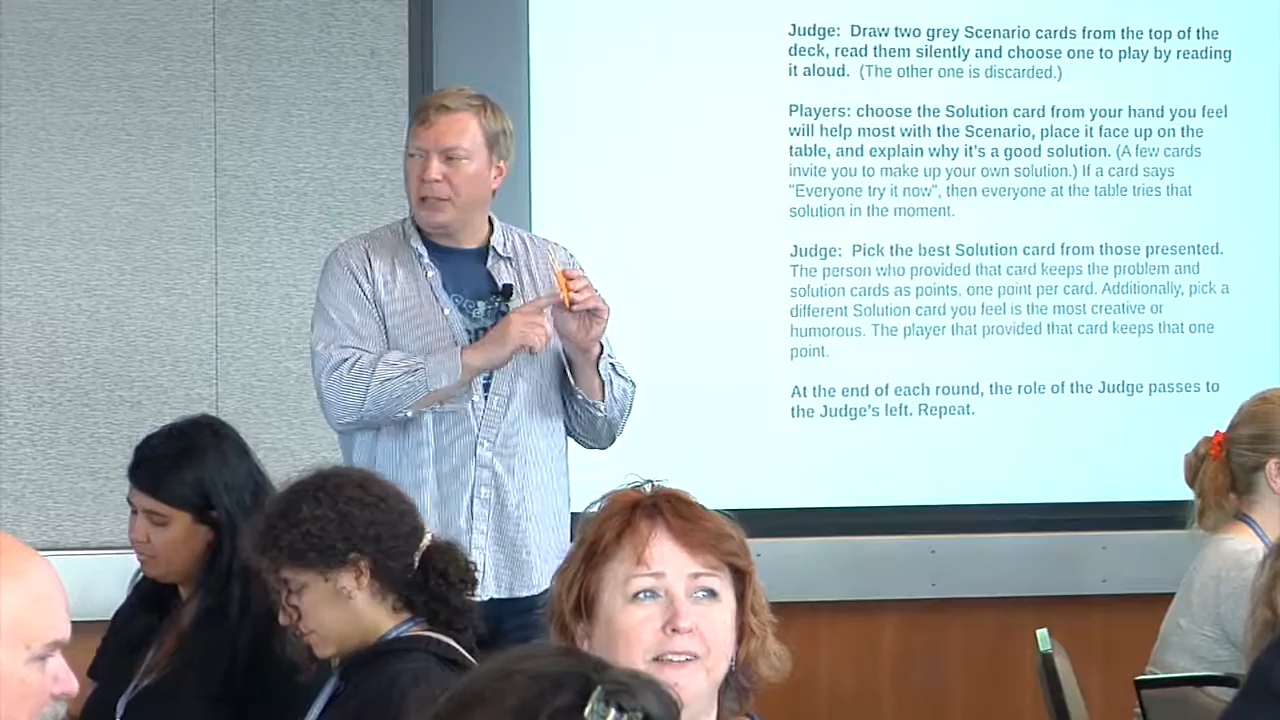 Judge:  Draw two grey Scenario cards from the top of the
deck, read them silently and choose one to play by reading
it aloud.  (The other one is discarded.)
Players: choose the Solution card from your hand you feel
will help most with the Scenario, place it face up on the
table, and explain why it's a good solution. (A few cards
invite you to make up your own solution.) If a card says
"Everyone try it now", then everyone at the table tries that
solution in the moment.
Judge:  Pick the best Solution card from those presented.
The person who provided that card keeps the problem and
solution cards as points, one point per card. Additionally, pick a
different Solution card you feel is the most creative or
humorous. The player that provided that card keeps that one
point.
At the end of each round, the role of the Judge passes to
the Judge's left. Repeat.